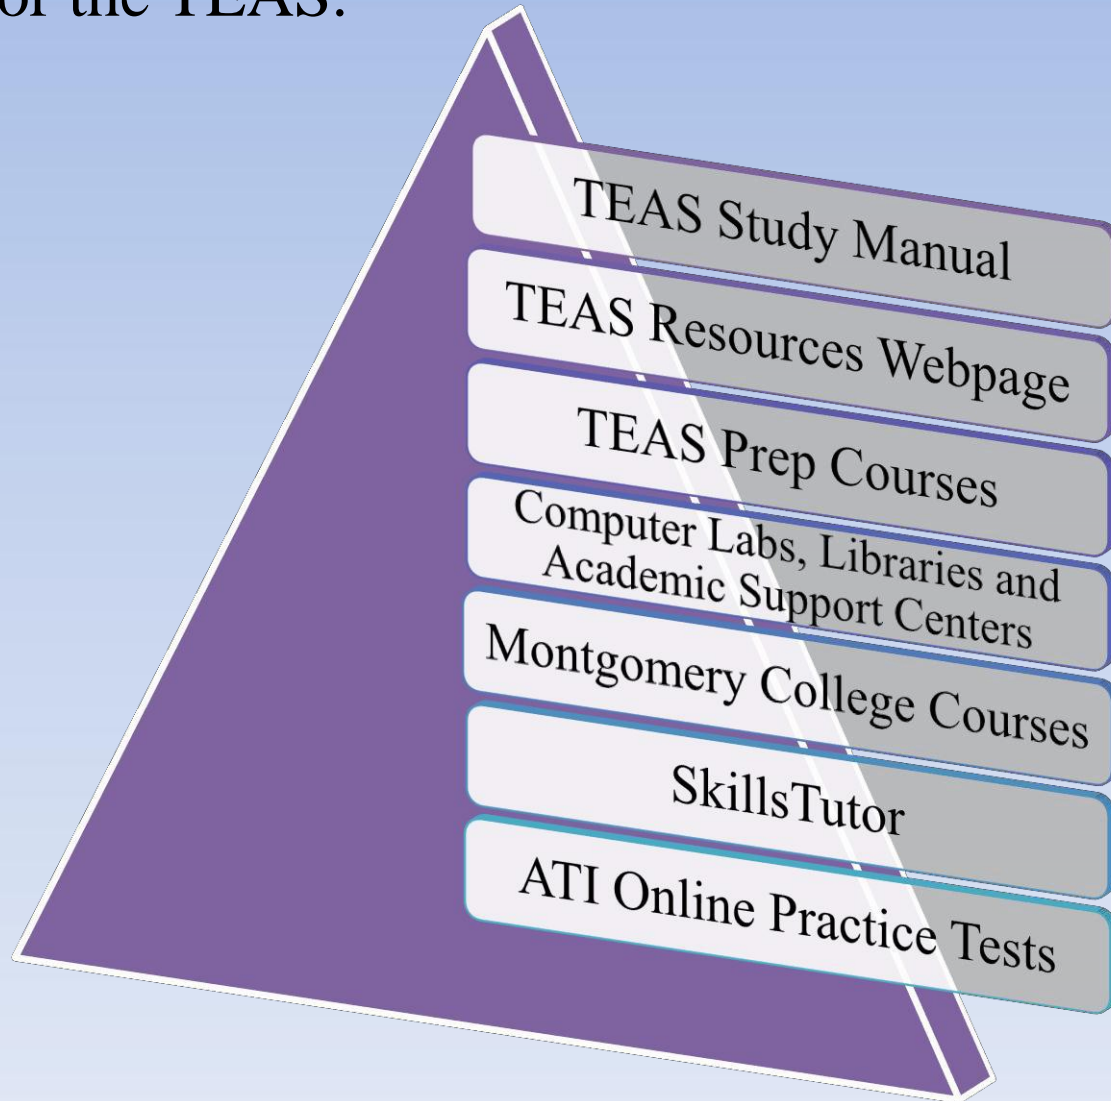 of the TEAS:
TEAS Study Manual
TEAS Resources Webpage
TEAS Prep Courses
Computer Labs, Libraries and
Academic Support Centers
Montgomery College Courses
SkillsTutor
ATI Online Practice Tests